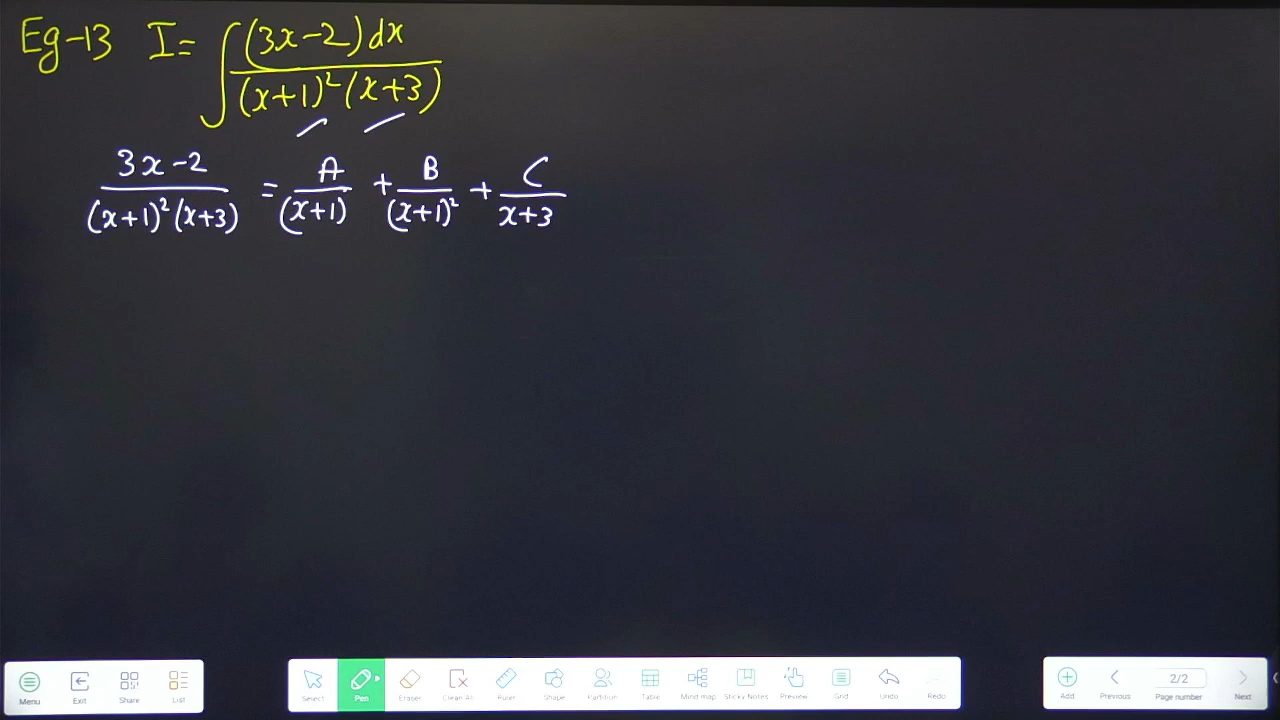 Eg-13 I = ∫ (3x-2) dx / (x+1)² (x+3)
3x-2 / (x+1)² (x+3) = A / (x+1) + B / (x+1)² + C / x+3
Menu Exit Share List Select Pen Eraser Clean All Ruler Shape Partition Table Mind map Sticky Notes Preview Grid Undo Redo Add Previous 2/2 Page number Next